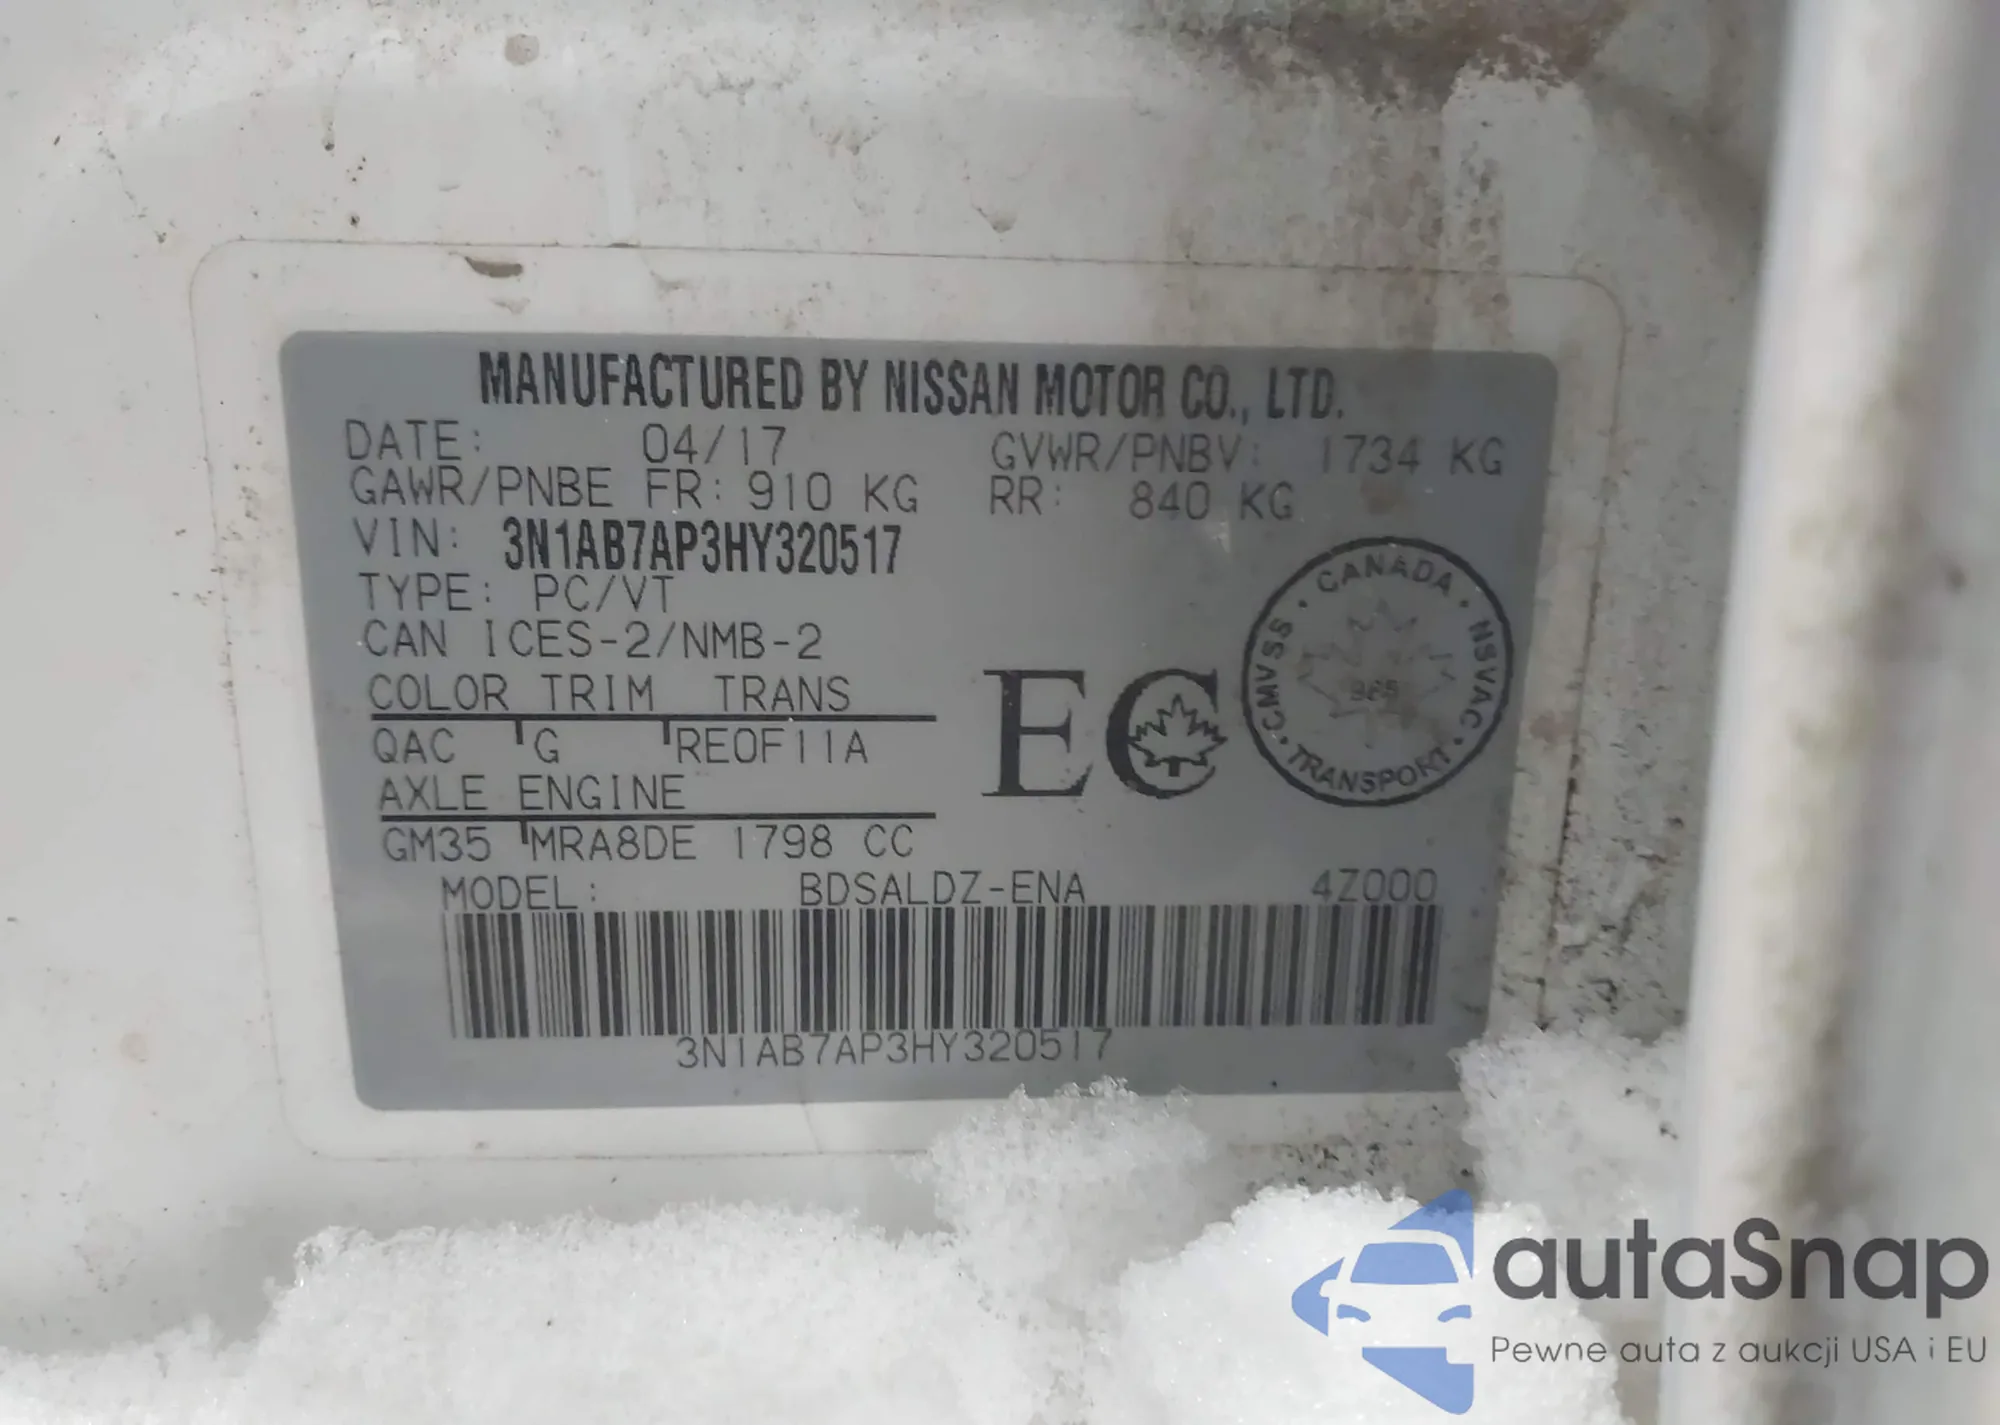 MANUFACTURED BY NISSAN MOTOR CO., LTD.
DATE: 04/17 GVWR/PNBV: 1734 KG
GAWR/PNBE FR: 910 KG RR: 840 KG
VIN: 3N1AB7AP3HY320517
TYPE: PC/VT
CAN ICES-2/NMB-2
COLOR TRIM TRANS
QAC G RE0F11A
AXLE ENGINE
GM35 MRA8DE 1798 CC
EC
CANADA · NSVAC · TRANSPORT · CMVSS ·
MODEL: BDSALDZ-ENA 4Z000
3N1AB7AP3HY320517
autaSnap
Pewne auta z aukcji USA i EU